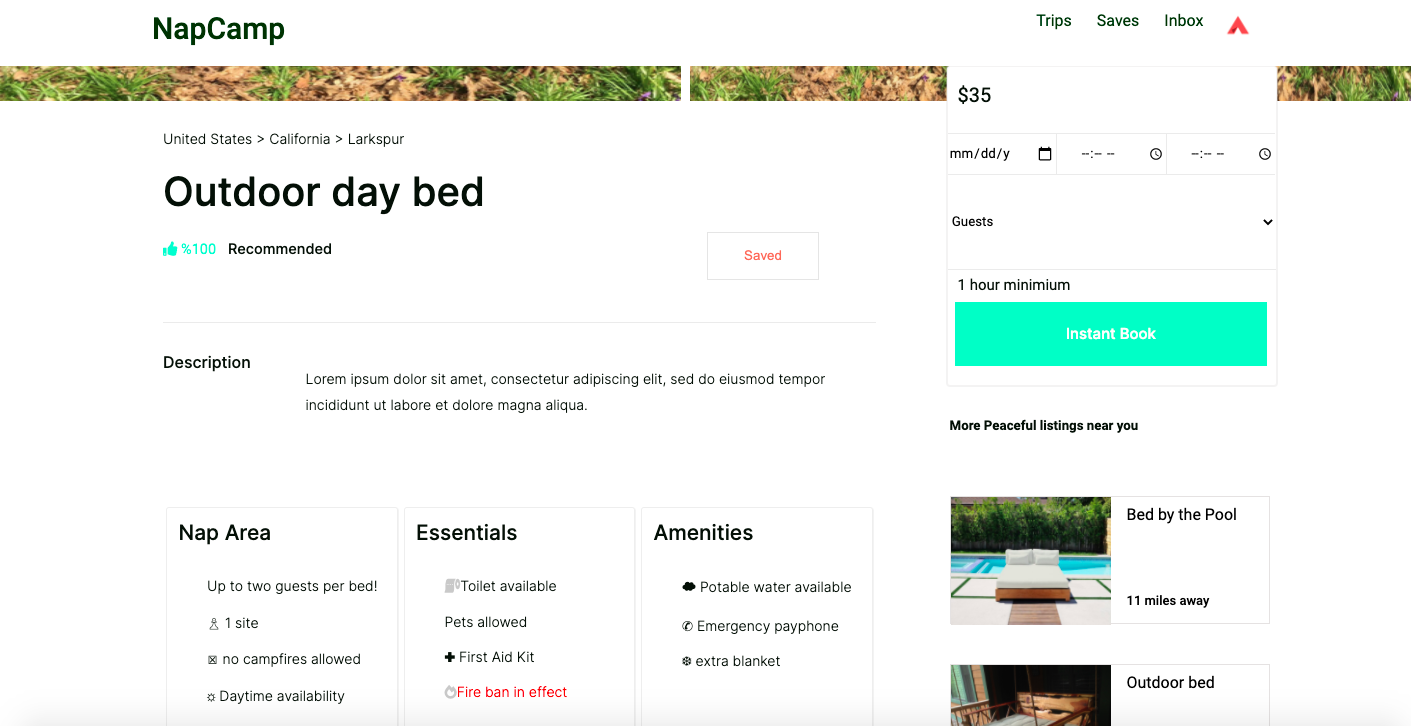 NapCamp
Trips Saves Inbox
$35
United States > California > Larkspur
mm/dd/y --:-- -- --:-- --
Outdoor day bed
Guests
%100 Recommended
Saved
1 hour minimium
Instant Book
Description
Lorem ipsum dolor sit amet, consectetur adipiscing elit, sed do eiusmod tempor
incididunt ut labore et dolore magna aliqua.
More Peaceful listings near you
Nap Area
Up to two guests per bed!
1 site
no campfires allowed
Daytime availability
Essentials
Toilet available
Pets allowed
First Aid Kit
Fire ban in effect
Amenities
Potable water available
Emergency payphone
extra blanket
Bed by the Pool
11 miles away
Outdoor bed